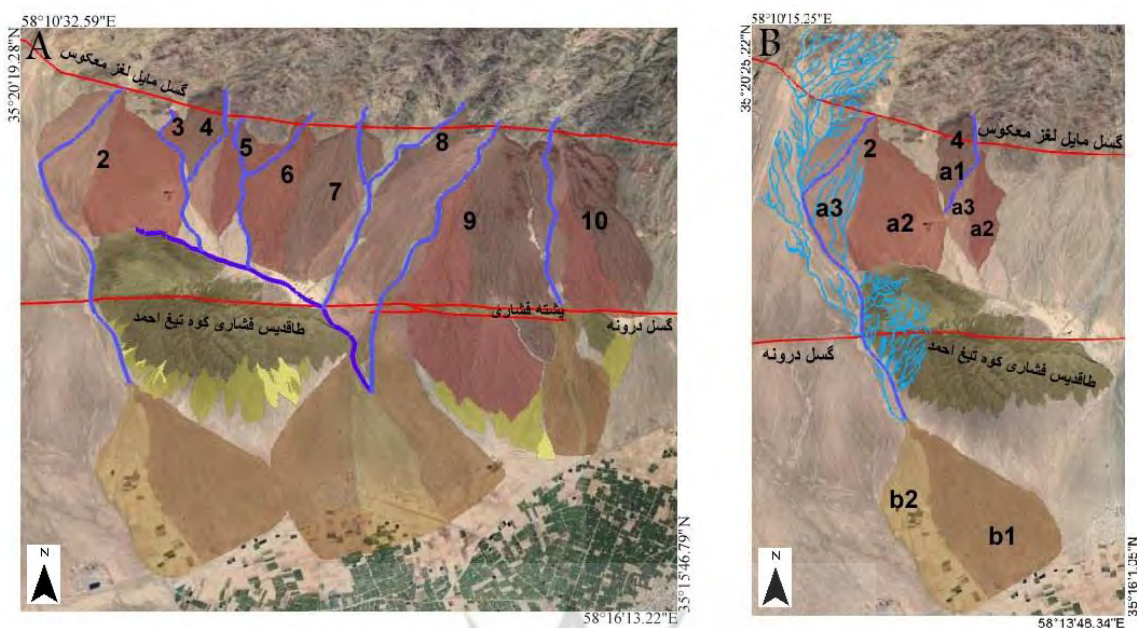 58°10'32.59"E
A
35°20'19.28"N
گسل مایل لغز معکوس
2
3
4
5
6
7
8
9
10
پشته فشاری
گسل درونه
طاقدیس فشاری کوه تیغ احمد
N
35°15'46.79"N
58°16'13.22"E
58°10'15.25"E
B
35°20'25.22"N
گسل مایل لغز معکوس
2
4
a1
a3
a3
a2
a2
گسل درونه
طاقدیس فشاری کوه تیغ احمد
b2
b1
N
35°16'1.05"N
58°13'48.34"E